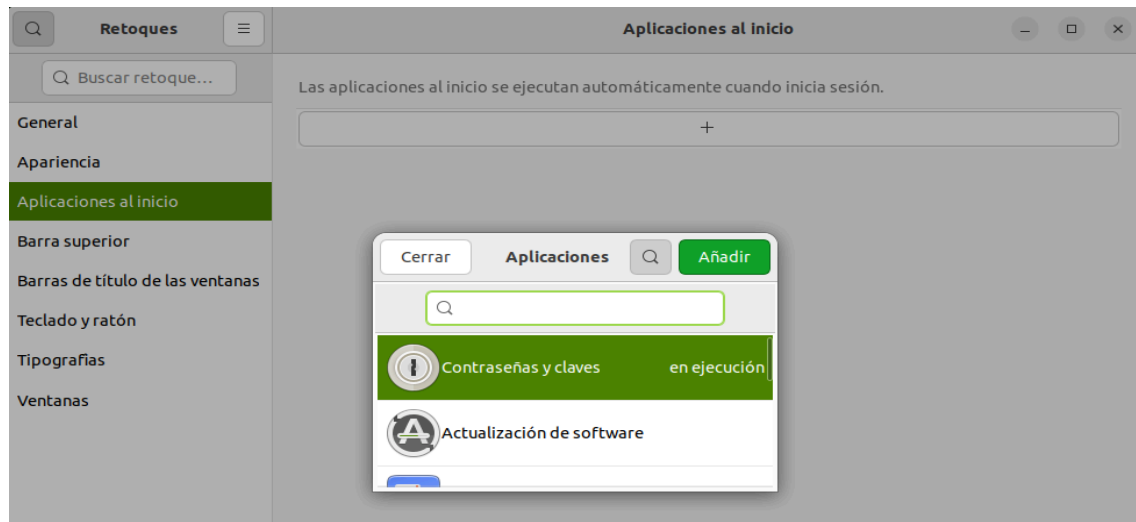 Retoques
Aplicaciones al inicio
Buscar retoque...
General
Apariencia
Aplicaciones al inicio
Barra superior
Barras de título de las ventanas
Teclado y ratón
Tipografías
Ventanas
Las aplicaciones al inicio se ejecutan automáticamente cuando inicia sesión.
+
Cerrar
Aplicaciones
Añadir
Contraseñas y claves en ejecución
Actualización de software